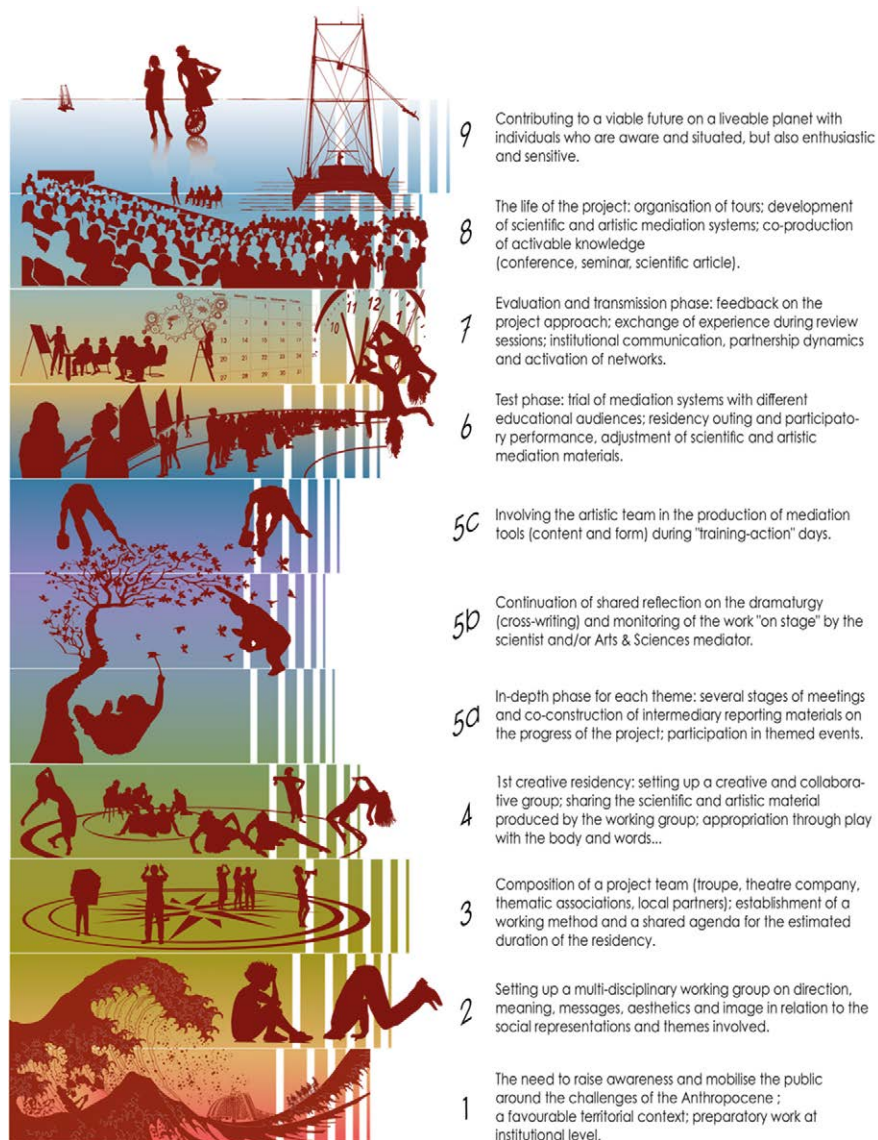 9
Contributing to a viable future on a liveable planet with
individuals who are aware and situated, but also enthusiastic
and sensitive.
8
The life of the project: organisation of tours; development
of scientific and artistic mediation systems; co-production
of activable knowledge
(conference, seminar, scientific article).
7
Evaluation and transmission phase: feedback on the
project approach; exchange of experience during review
sessions; institutional communication, partnership dynamics
and activation of networks.
6
Test phase: trial of mediation systems with different
educational audiences; residency outing and participato-
ry performance, adjustment of scientific and artistic
mediation materials.
5c
Involving the artistic team in the production of mediation
tools (content and form) during "training-action" days.
5b
Continuation of shared reflection on the dramaturgy
(cross-writing) and monitoring of the work "on stage" by the
scientist and/or Arts & Sciences mediator.
5a
In-depth phase for each theme: several stages of meetings
and co-construction of intermediary reporting materials on
the progress of the project; participation in themed events.
4
1st creative residency: setting up a creative and collabora-
tive group; sharing the scientific and artistic material
produced by the working group; appropriation through play
with the body and words...
3
Composition of a project team (troupe, theatre company,
thematic associations, local partners); establishment of a
working method and a shared agenda for the estimated
duration of the residency.
2
Setting up a multi-disciplinary working group on direction,
meaning, messages, aesthetics and image in relation to the
social representations and themes involved.
1
The need to raise awareness and mobilise the public
around the challenges of the Anthropocene ;
a favourable territorial context; preparatory work at
institutional level.